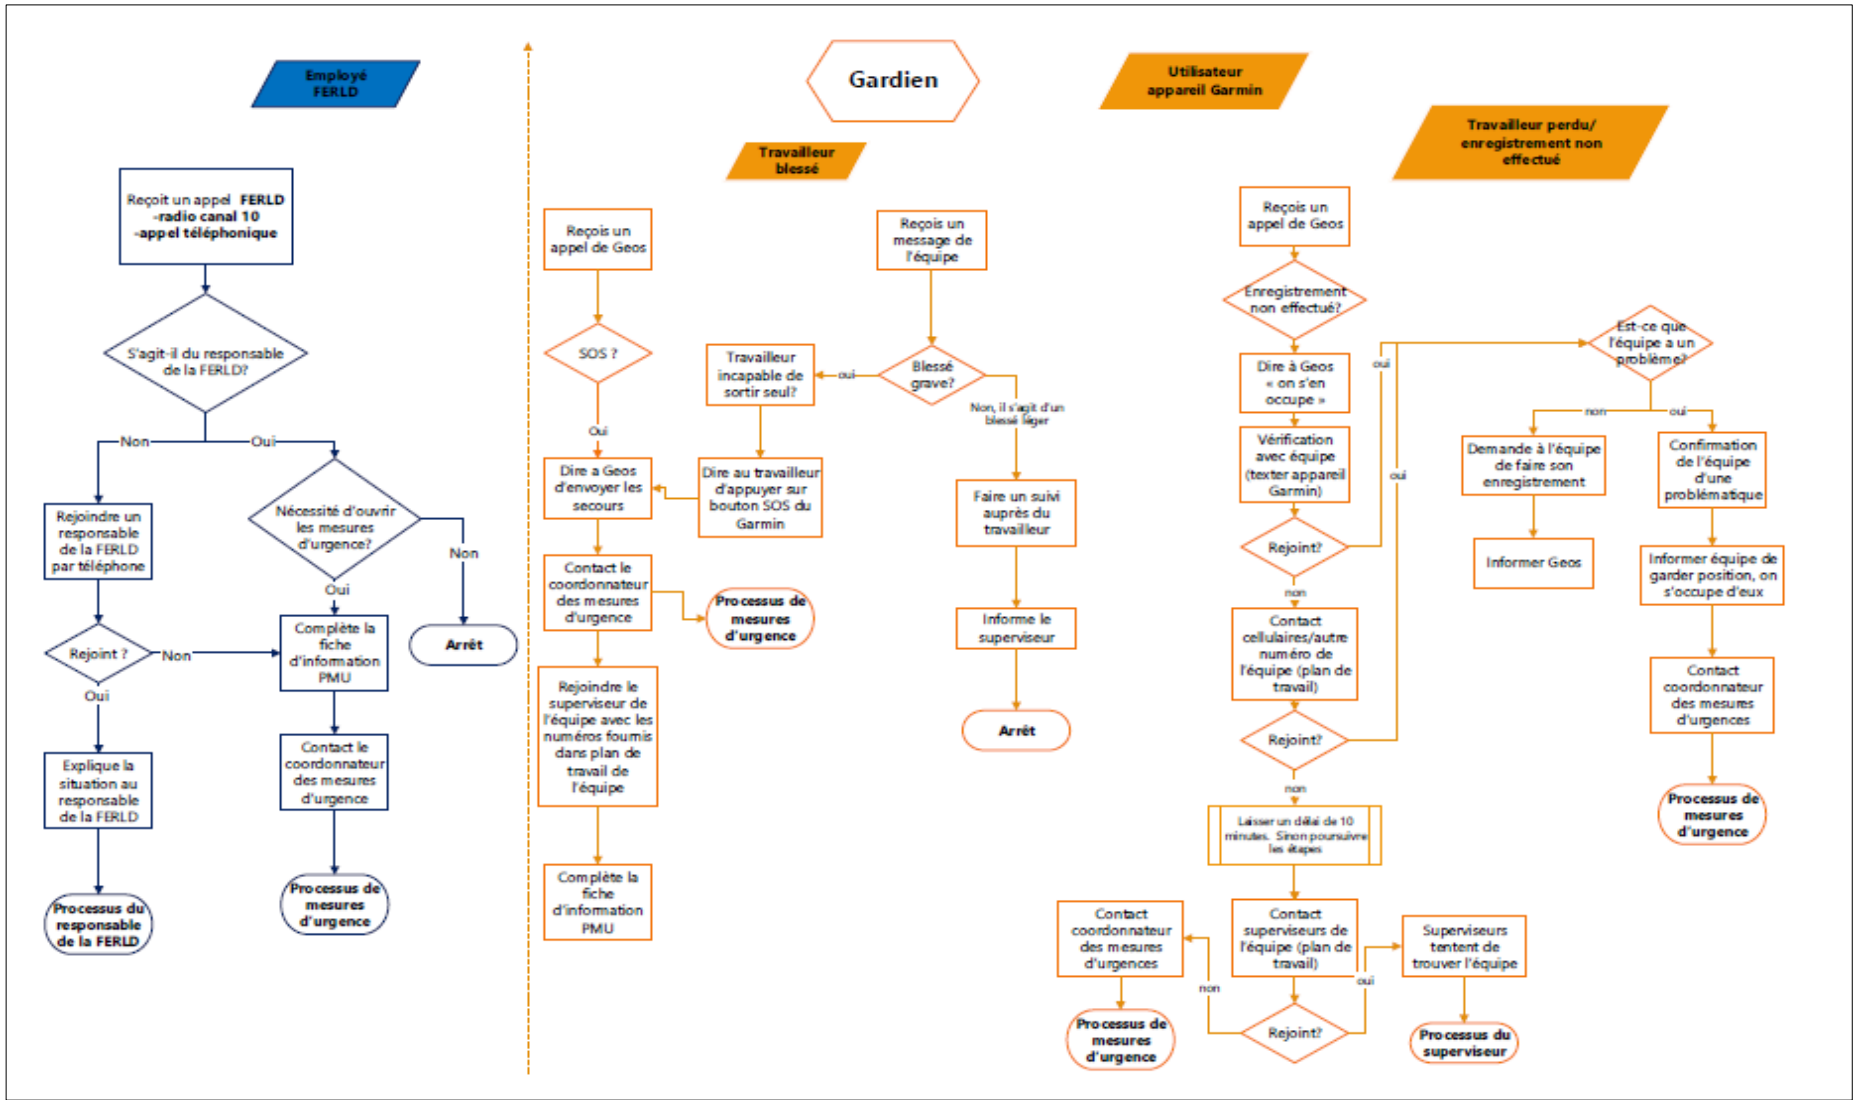 Gardien
Employé
FERLD
Reçoit un appel FERLD
-radio canal 10
-appel téléphonique
S'agit-il du responsable
de la FERLD?
Non
Oui
Rejoindre un
responsable
de la FERLD
par téléphone
Rejoint ?
Non
Oui
Explique la
situation au
responsable
de la FERLD
Processus du
responsable
de la FERLD
Nécessité d'ouvrir
les mesures
d'urgence?
Non
Oui
Arrêt
Complète la
fiche
d'information
PMU
Contact le
coordonnateur
des mesures
d'urgence
Processus de
mesures
d'urgence
Utilisateur
appareil Garmin
Travailleur
blessé
Reçois un
appel de Geos
SOS ?
Oui
Dire a Geos
d'envoyer les
secours
Contact le
coordonnateur
des mesures
d'urgence
Processus de
mesures
d'urgence
Rejoindre le
superviseur de
l'équipe avec les
numéros fournis
dans plan de
travail de
l'équipe
Complète la
fiche
d'information
PMU
Reçois un
message de
l'équipe
Blessé
grave?
oui
Travailleur
incapable de
sortir seul?
Dire au travailleur
d'appuyer sur
bouton SOS du
Garmin
Non, il s'agit d'un
blessé léger
Faire un suivi
auprès du
travailleur
Informe le
superviseur
Arrêt
Travailleur perdu/
enregistrement non
effectué
Reçois un
appel de Geos
Enregistrement
non effectué?
Dire à Geos
« on s'en
occupe »
Vérification
avec équipe
(texter appareil
Garmin)
Rejoint?
oui
non
Contact
cellulaires/autre
numéro de
l'équipe (plan de
travail)
Rejoint?
oui
non
Laisser un délai de 10
minutes. Sinon poursuivre
les étapes
Contact
superviseurs de
l'équipe (plan de
travail)
Rejoint?
non
oui
Contact
coordonnateur
des mesures
d'urgences
Processus de
mesures
d'urgence
Superviseurs
tentent de
trouver l'équipe
Processus du
superviseur
Est-ce que
l'équipe a un
problème?
non
oui
Demande à l'équipe
de faire son
enregistrement
Informer Geos
Confirmation
de l'équipe
d'une
problématique
Informer équipe de
garder position, on
s'occupe d'eux
Contact
coordonnateur
des mesures
d'urgences
Processus de
mesures
d'urgence